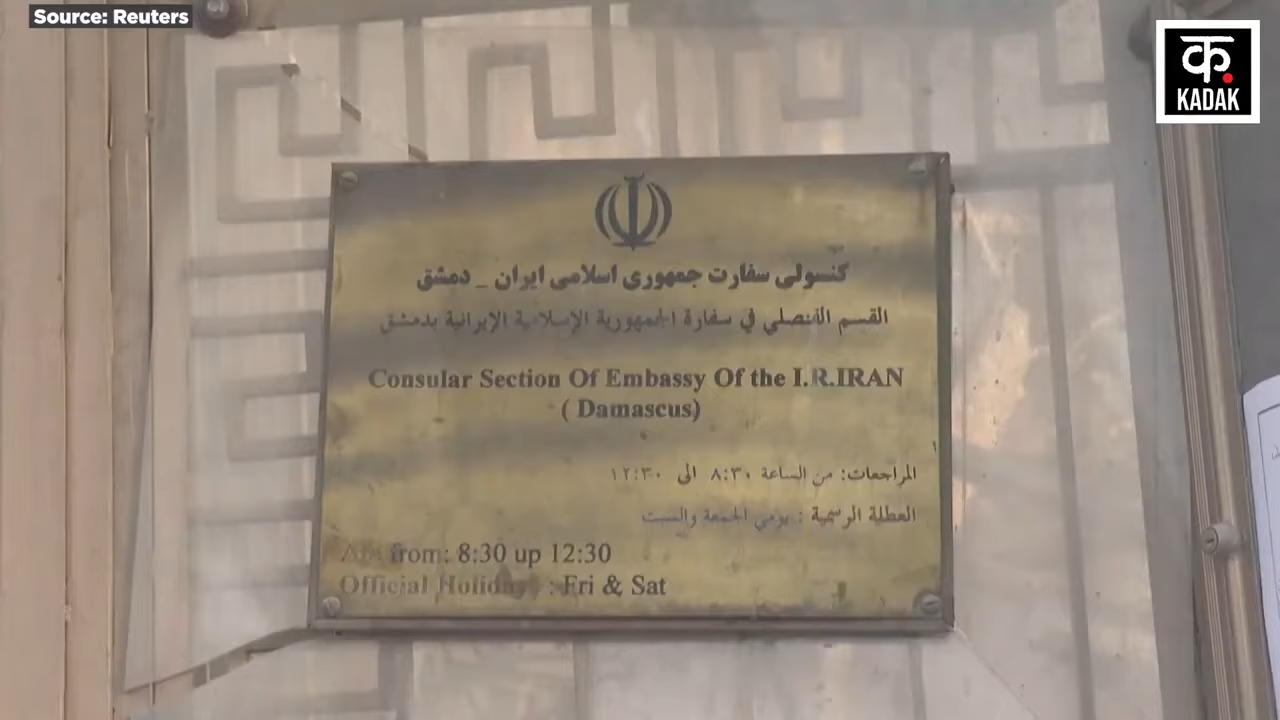 Source: Reuters
क.
KADAK
کنسولی سفارت جمهوری اسلامی ایران _ دمشق
القسم القنصلي في سفارة الجمهورية الإسلامية الإيرانية بدمشق
Consular Section Of Embassy Of the I.R.IRAN
( Damascus)
المراجعات: من الساعة ٨:٣٠ الى ١٢:٣٠
العطلة الرسمية : يومي الجمعة والسبت
from: 8:30 up 12:30
Official Holidays : Fri & Sat